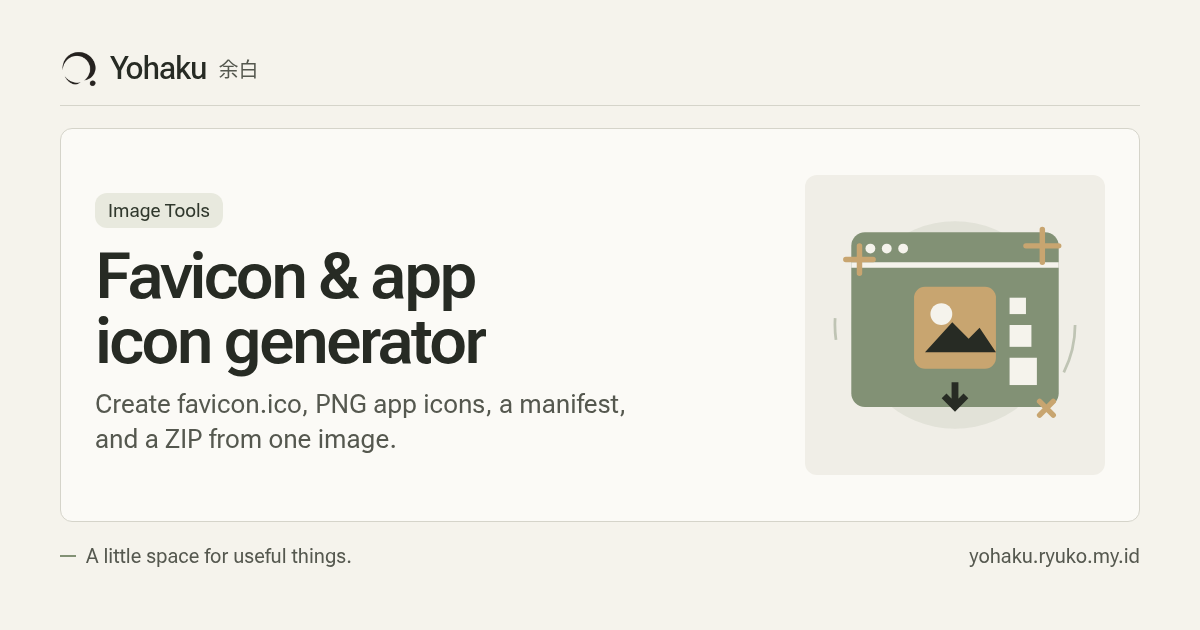 Yohaku 余白
Image Tools
Favicon & app
icon generator
Create favicon.ico, PNG app icons, a manifest,
and a ZIP from one image.
— A little space for useful things.
yohaku.ryuko.my.id